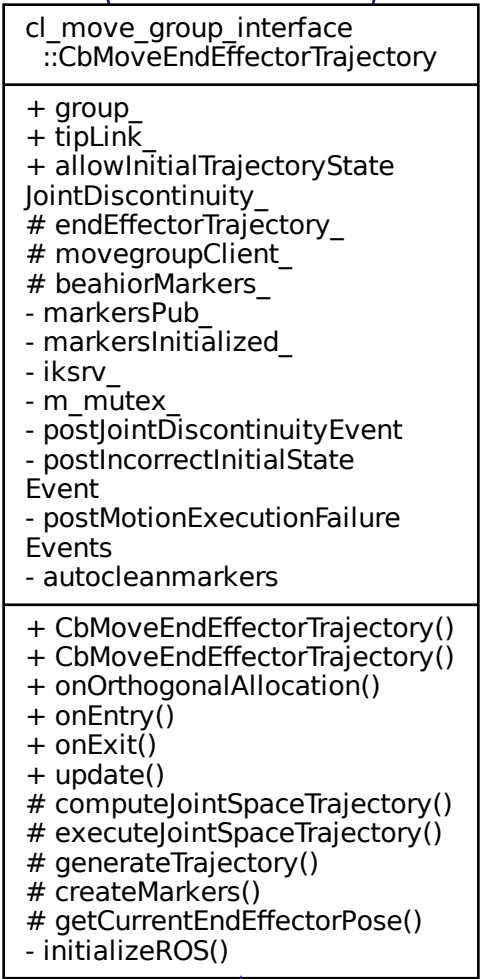 cl_move_group_interface
::CbMoveEndEffectorTrajectory
+ group_
+ tipLink_
+ allowInitialTrajectoryState
JointDiscontinuity_
# endEffectorTrajectory_
# movegroupClient_
# beahiorMarkers_
- markersPub_
- markersInitialized_
- iksrv_
- m_mutex_
- postJointDiscontinuityEvent
- postIncorrectInitialState
Event
- postMotionExecutionFailure
Events
- autocleanmarkers
+ CbMoveEndEffectorTrajectory()
+ CbMoveEndEffectorTrajectory()
+ onOrthogonalAllocation()
+ onEntry()
+ onExit()
+ update()
# computeJointSpaceTrajectory()
# executeJointSpaceTrajectory()
# generateTrajectory()
# createMarkers()
# getCurrentEndEffectorPose()
- initializeROS()